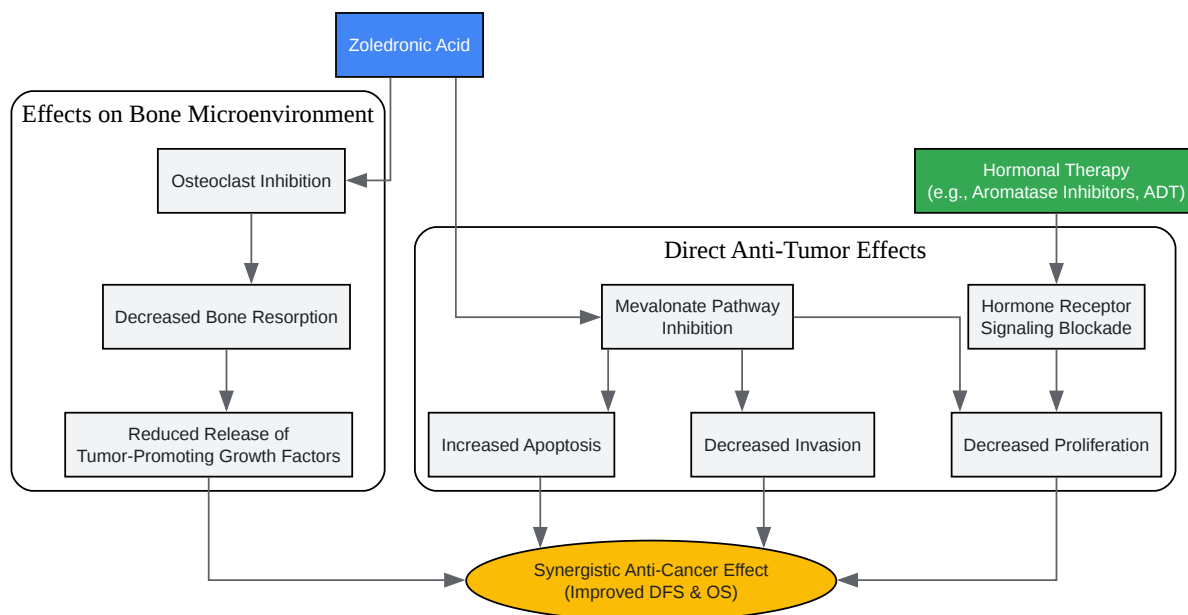 Zoledronic Acid
Effects on Bone Microenvironment
Osteoclast Inhibition
Decreased Bone Resorption
Reduced Release of
Tumor-Promoting Growth Factors
Hormonal Therapy
(e.g., Aromatase Inhibitors, ADT)
Direct Anti-Tumor Effects
Mevalonate Pathway
Inhibition
Hormone Receptor
Signaling Blockade
Increased Apoptosis
Decreased Invasion
Decreased Proliferation
Synergistic Anti-Cancer Effect
(Improved DFS & OS)